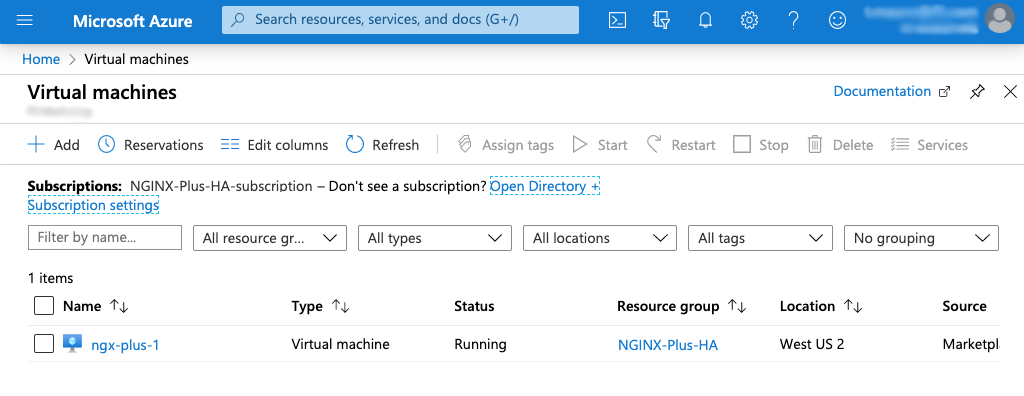 Microsoft Azure
Search resources, services, and docs (G+/)
Home > Virtual machines
Virtual machines
Documentation
Add Reservations Edit columns Refresh Assign tags Start Restart Stop Delete Services
Subscriptions: NGINX-Plus-HA-subscription – Don't see a subscription? Open Directory +
Subscription settings
Filter by name... All resource gr... All types All locations All tags No grouping
1 items
Name Type Status Resource group Location Source
ngx-plus-1 Virtual machine Running NGINX-Plus-HA West US 2 Marketpl